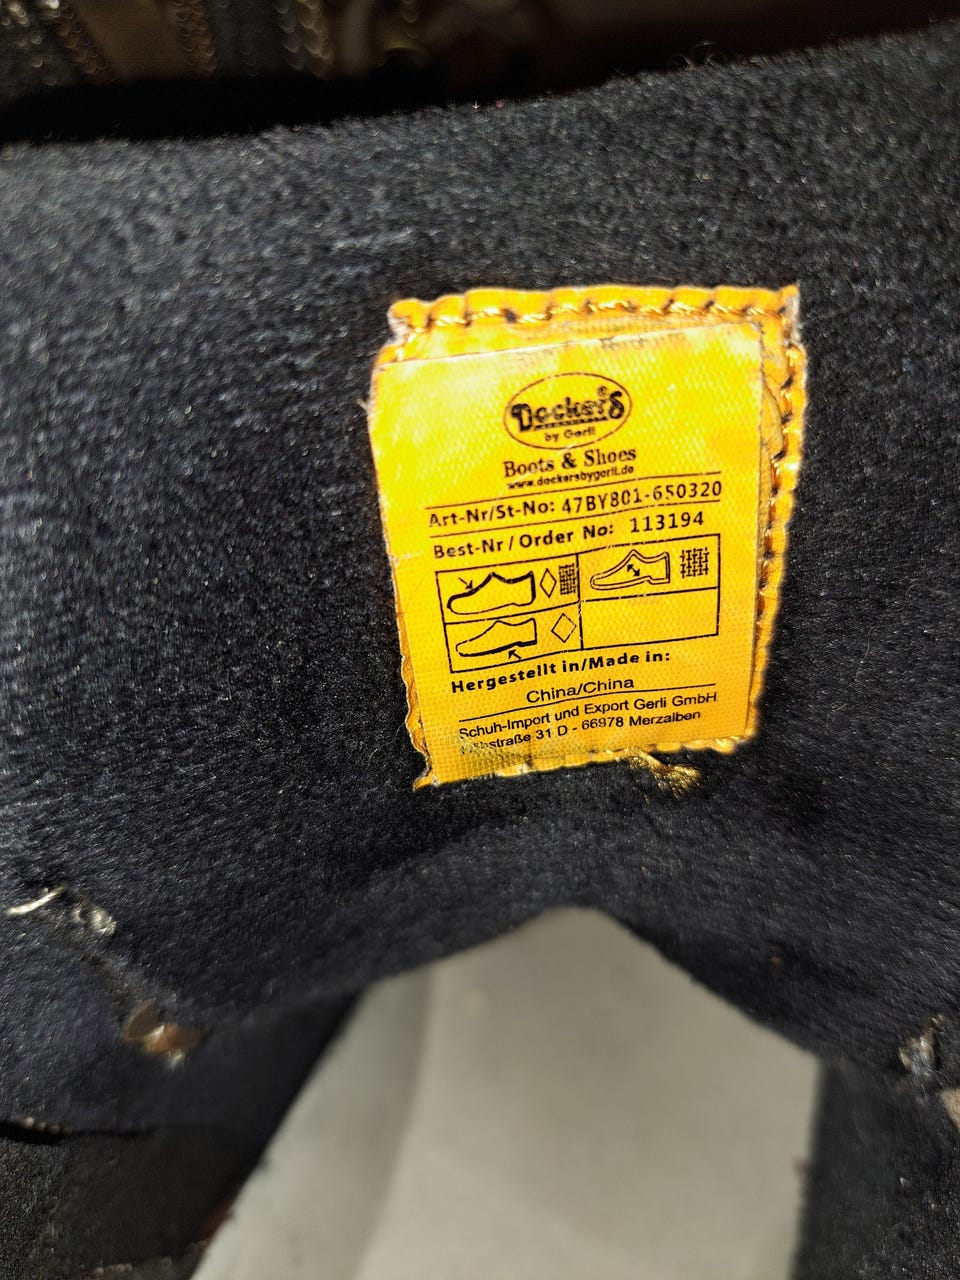 Dockers
by Gerli
Boots & Shoes
www.dockersbygerli.de
Art-Nr/St-No: 47BY801-650320
Best-Nr / Order No: 113194
Hergestellt in/Made in:
China/China
Schuh-Import und Export Gerli GmbH
31 D - 66978 Merzalben